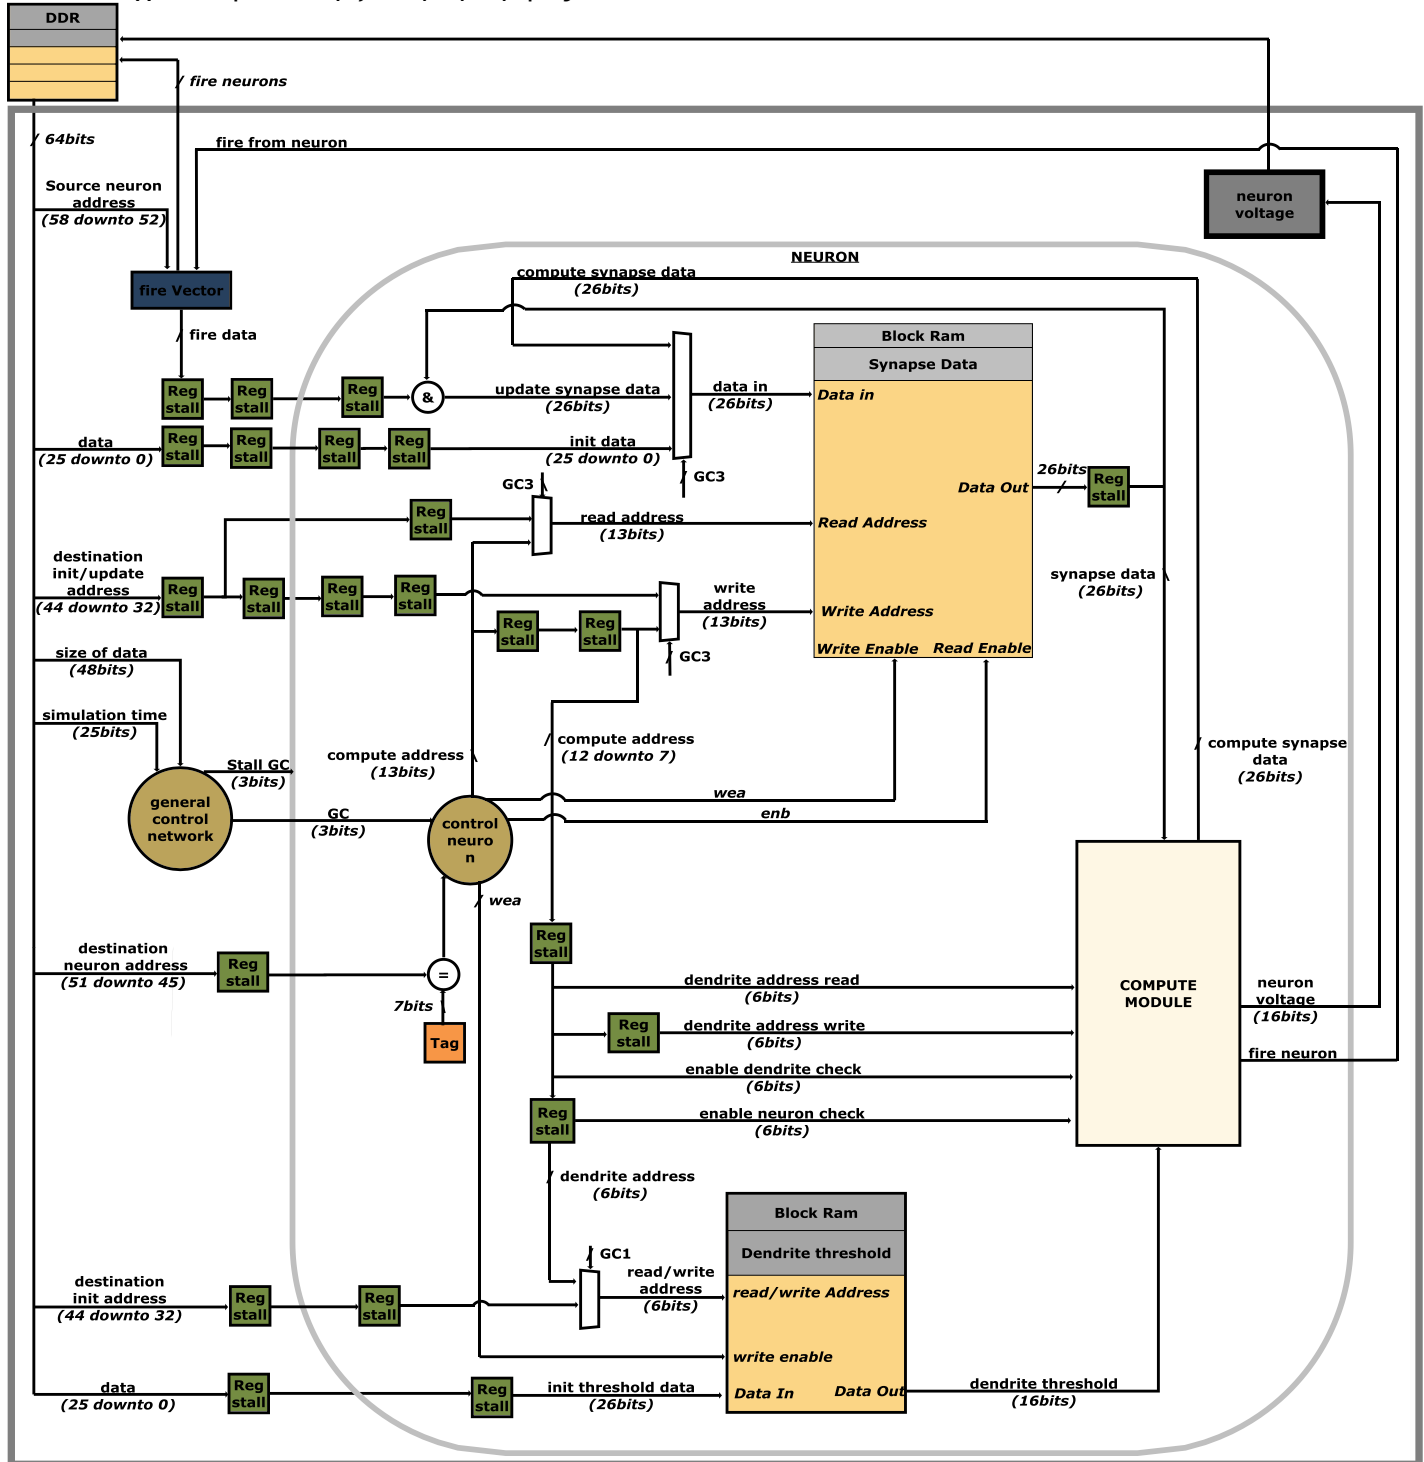 DDR
fire neurons
64bits
fire from neuron
Source neuron
address
(58 downto 52)
neuron
voltage
NEURON
fire Vector
compute synapse data
(26bits)
fire data
Block Ram
Synapse Data
Reg
stall
Reg
stall
Reg
stall
&
update synapse data
(26bits)
data in
(26bits)
Data in
data
(25 downto 0)
Reg
stall
Reg
stall
Reg
stall
Reg
stall
init data
(25 downto 0)
GC3
GC3
26bits
Reg
stall
Data Out
Reg
stall
read address
(13bits)
Read Address
destination
init/update
address
(44 downto 32)
Reg
stall
Reg
stall
Reg
stall
Reg
stall
write
address
(13bits)
Write Address
synapse data
(26bits)
Reg
stall
Reg
stall
GC3
Write Enable
Read Enable
size of data
(48bits)
simulation time
(25bits)
compute address
(13bits)
compute address
(12 downto 7)
compute synapse
data
(26bits)
Stall GC
(3bits)
general
control
network
GC
(3bits)
control
neuro
n
wea
enb
wea
destination
neuron address
(51 downto 45)
Reg
stall
=
7bits
Tag
Reg
stall
dendrite address read
(6bits)
Reg
stall
dendrite address write
(6bits)
enable dendrite check
(6bits)
Reg
stall
enable neuron check
(6bits)
COMPUTE
MODULE
neuron
voltage
(16bits)
fire neuron
dendrite address
(6bits)
Block Ram
Dendrite threshold
GC1
read/write
address
(6bits)
read/write Address
destination
init address
(44 downto 32)
Reg
stall
Reg
stall
write enable
data
(25 downto 0)
Reg
stall
Reg
stall
init threshold data
(26bits)
Data In
Data Out
dendrite threshold
(16bits)